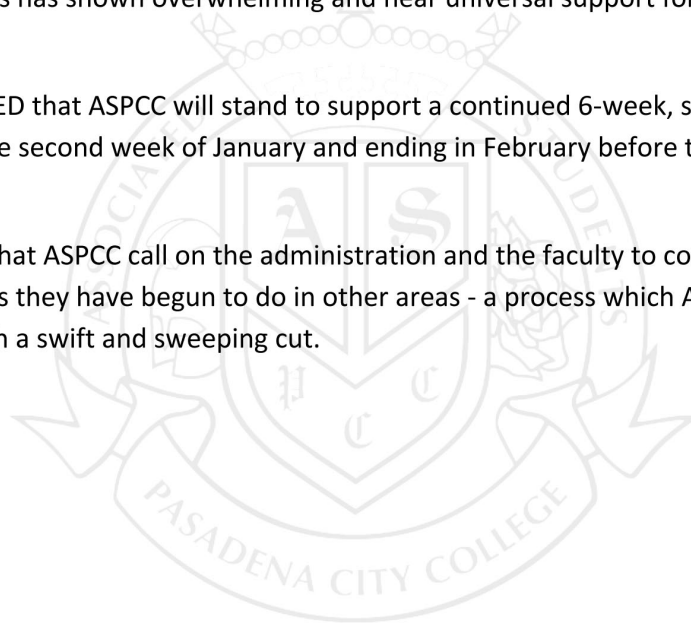 s has shown overwhelming and near universal support fo
ED that ASPCC will stand to support a continued 6-week, s
e second week of January and ending in February before t
hat ASPCC call on the administration and the faculty to co
s they have begun to do in other areas - a process which A
n a swift and sweeping cut.
ASSOCIATED STUDENTS
A S
P C C
PASADENA CITY COLLEGE